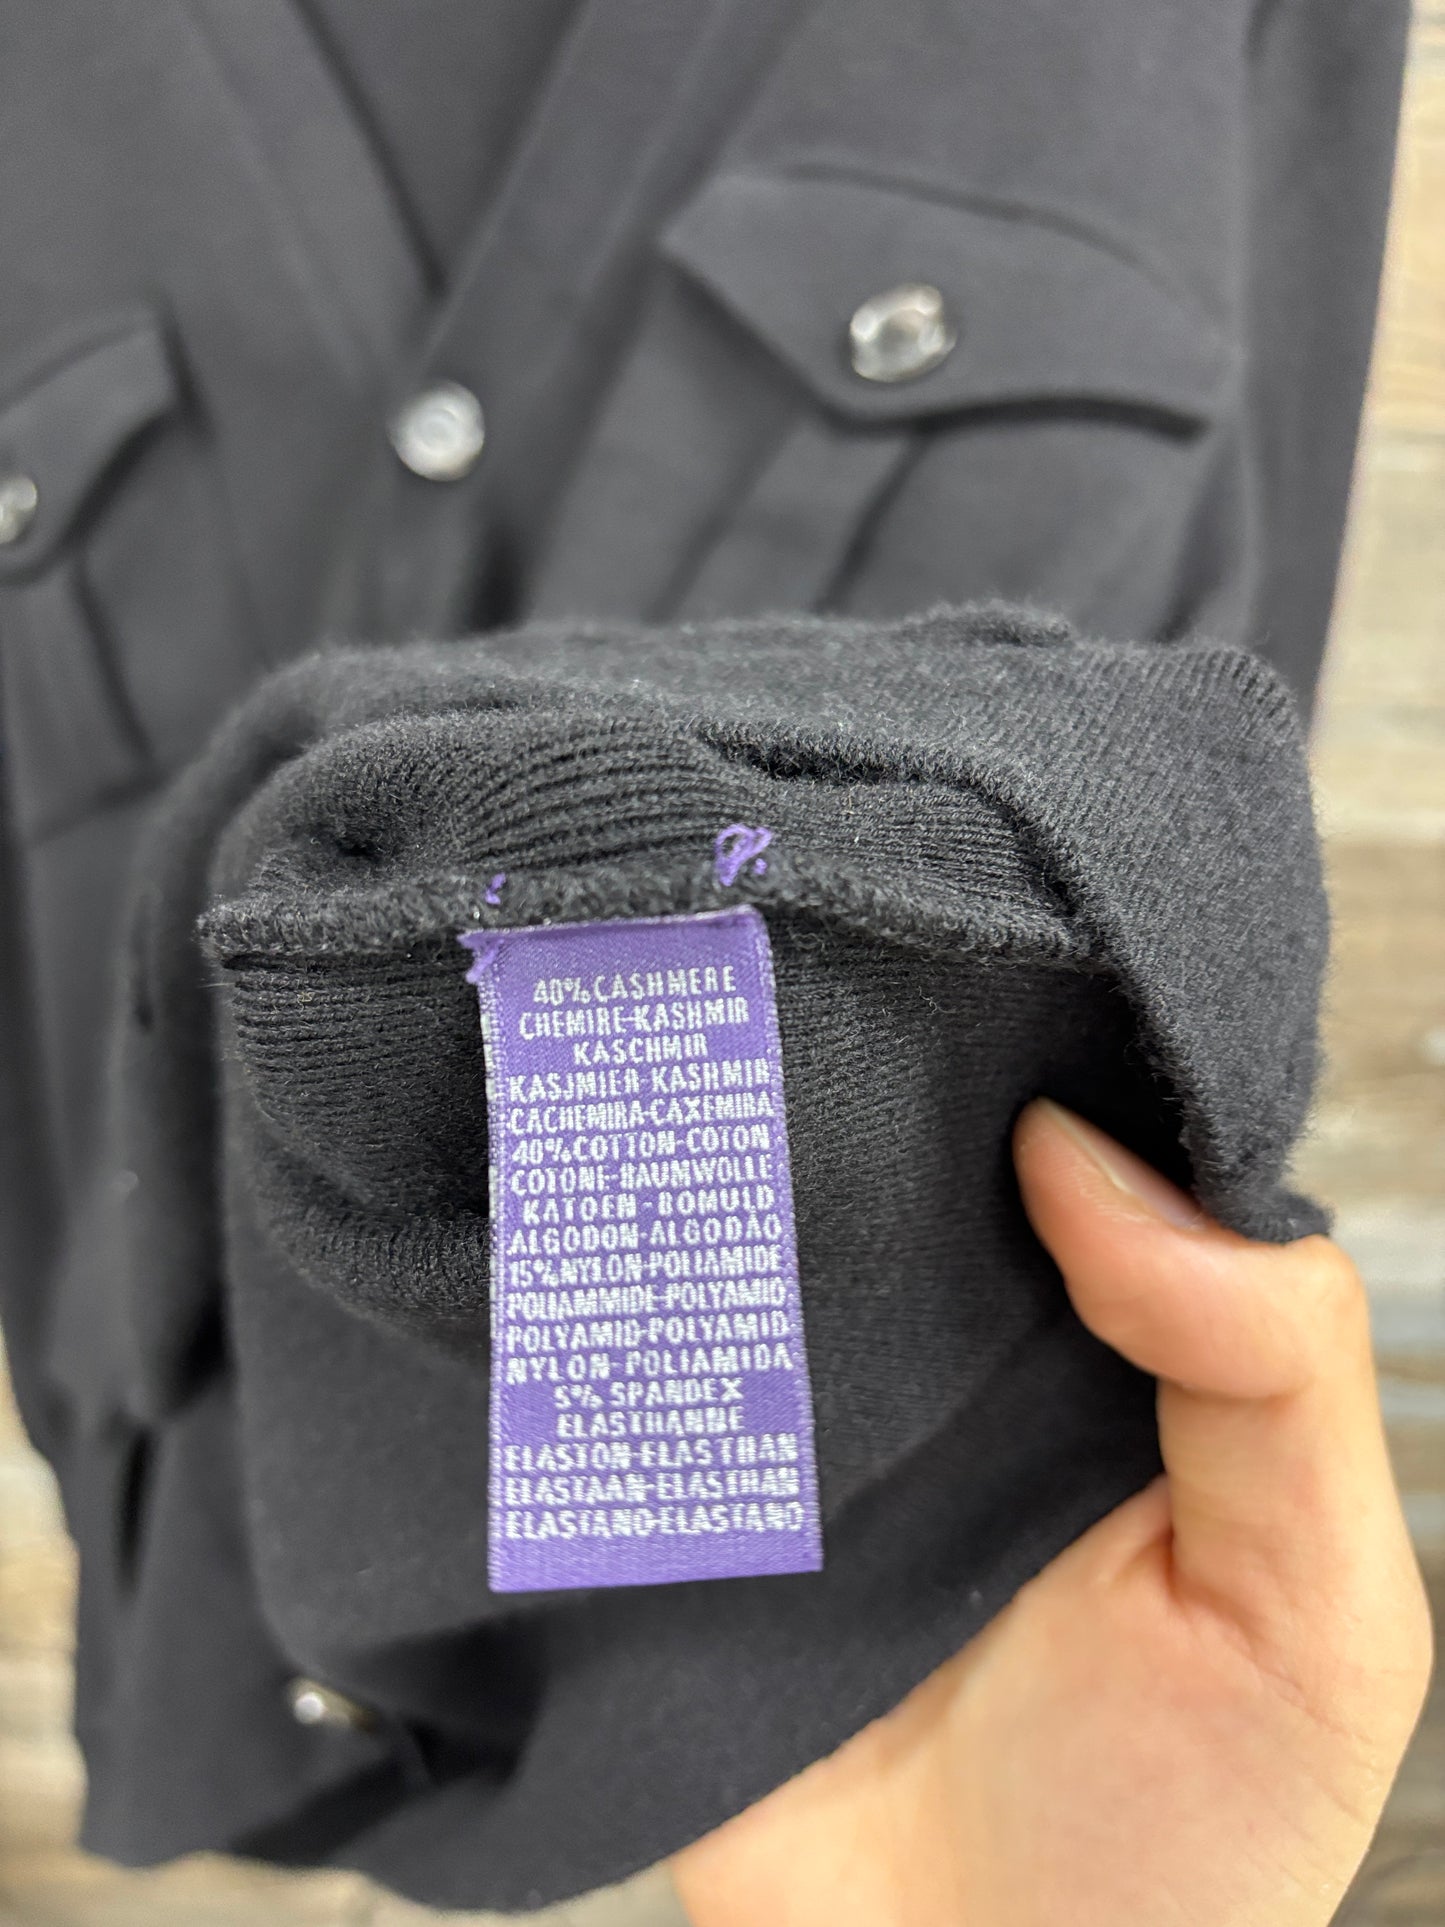 40% CASHMERE
CHEMIRE-KASHMIR
KASCHMIR
KASJMIER-KASHMIR
CACHEMIRA-CAXEMIRA
40% COTTON-COTON
COTONE-BAUMWOLLE
KATOEN-BOMULD
ALGODON-ALGODÃO
15% NYLON-POLIAMIDE
POLIAMMIDE-POLYAMID
POLYAMID-POLYAMID
NYLON-POLIAMIDA
5% SPANDEX
ELASTHANNE
ELASTON-ELASTHAN
ELASTAAN-ELASTHAN
ELASTANO-ELASTANO